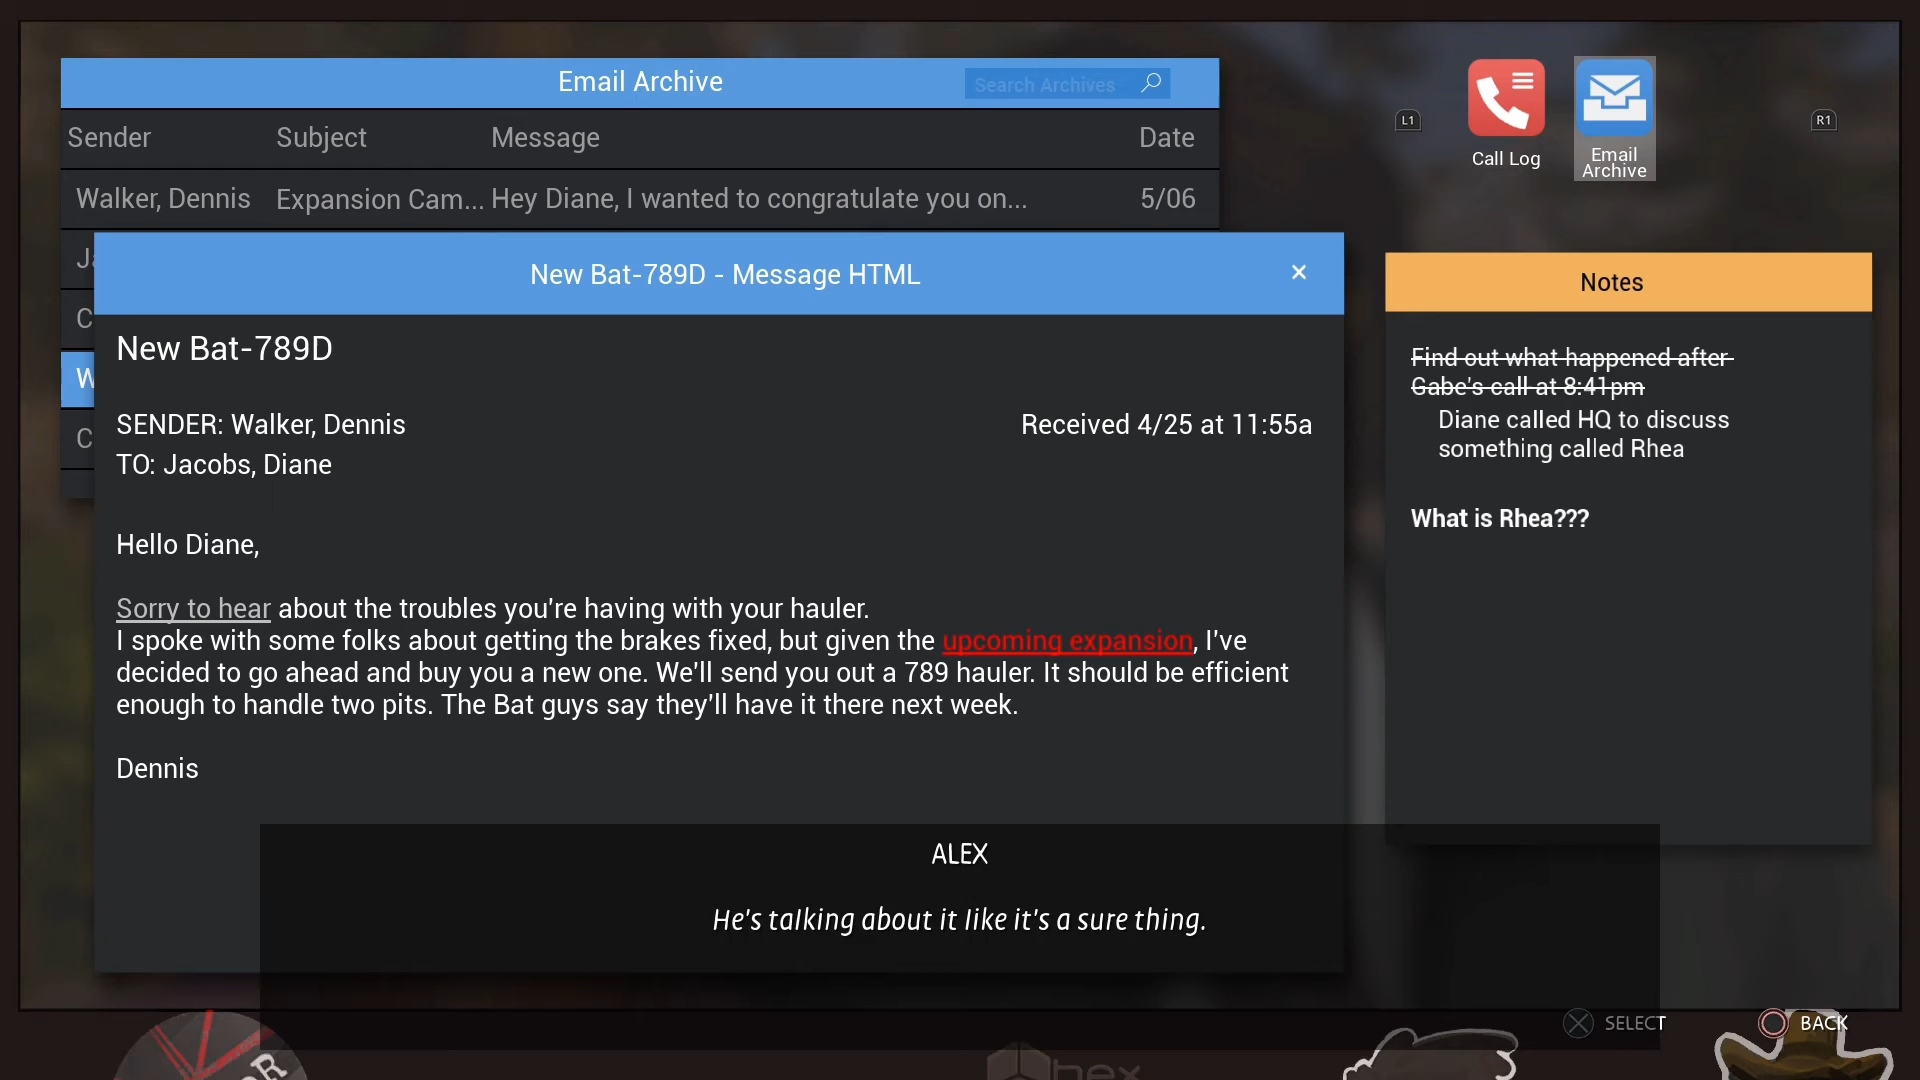 Email Archive
Search Archives
Sender Subject Message Date
Walker, Dennis Expansion Cam... Hey Diane, I wanted to congratulate you on... 5/06
L1
Call Log
Email
Archive
R1
New Bat-789D - Message HTML
New Bat-789D
SENDER: Walker, Dennis Received 4/25 at 11:55a
TO: Jacobs, Diane
Hello Diane,
Sorry to hear about the troubles you're having with your hauler.
I spoke with some folks about getting the brakes fixed, but given the upcoming expansion, I've
decided to go ahead and buy you a new one. We'll send you out a 789 hauler. It should be efficient
enough to handle two pits. The Bat guys say they'll have it there next week.
Dennis
Notes
Find out what happened after
Gabe's call at 8:41pm
Diane called HQ to discuss
something called Rhea
What is Rhea???
ALEX
He's talking about it like it's a sure thing.
SELECT
BACK